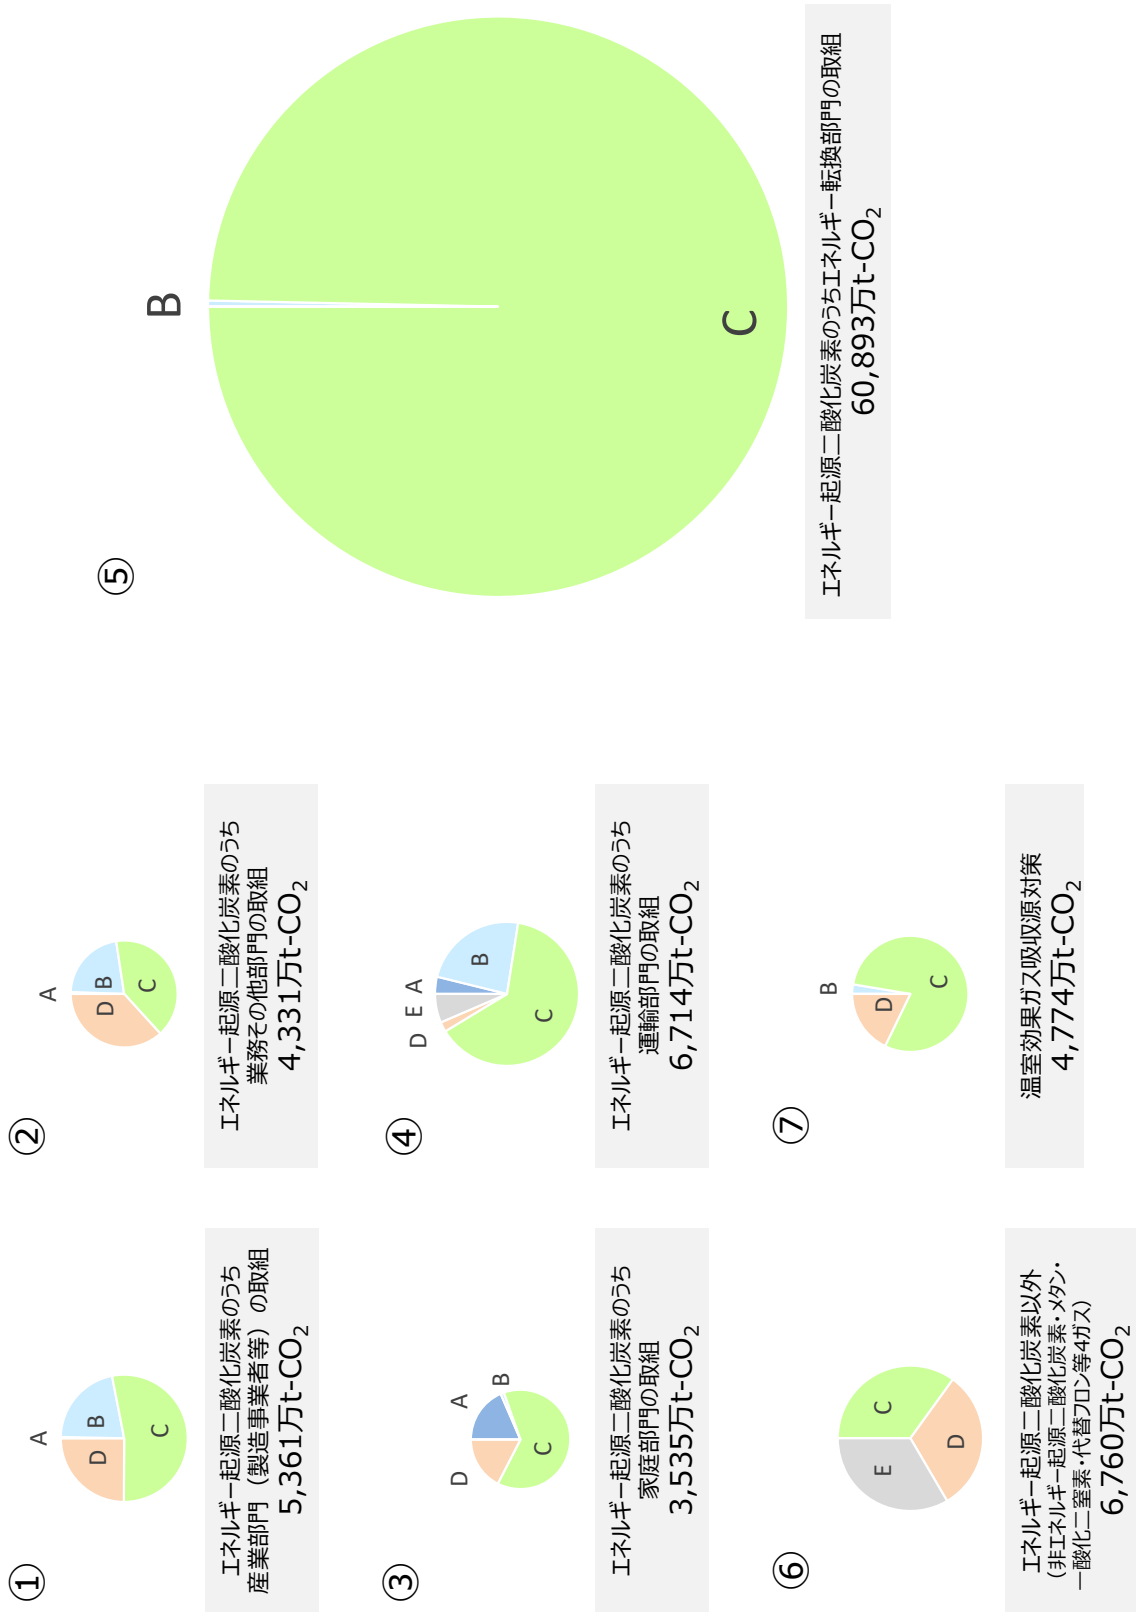 ①
A
B
C
D
エネルギー起源二酸化炭素のうち
産業部門（製造事業者等）の取組
5,361万t-CO₂
②
A
B
C
D
エネルギー起源二酸化炭素のうち
業務その他部門の取組
4,331万t-CO₂
③
A
B
C
D
エネルギー起源二酸化炭素のうち
家庭部門の取組
3,535万t-CO₂
④
D E A
B
C
エネルギー起源二酸化炭素のうち
運輸部門の取組
6,714万t-CO₂
⑤
B
C
エネルギー起源二酸化炭素のうちエネルギー転換部門の取組
60,893万t-CO₂
⑥
E
C
D
エネルギー起源二酸化炭素以外
（非エネルギー起源二酸化炭素・メタン・
一酸化二窒素・代替フロン等4ガス）
6,760万t-CO₂
⑦
B
D
C
温室効果ガス吸収源対策
4,774万t-CO₂